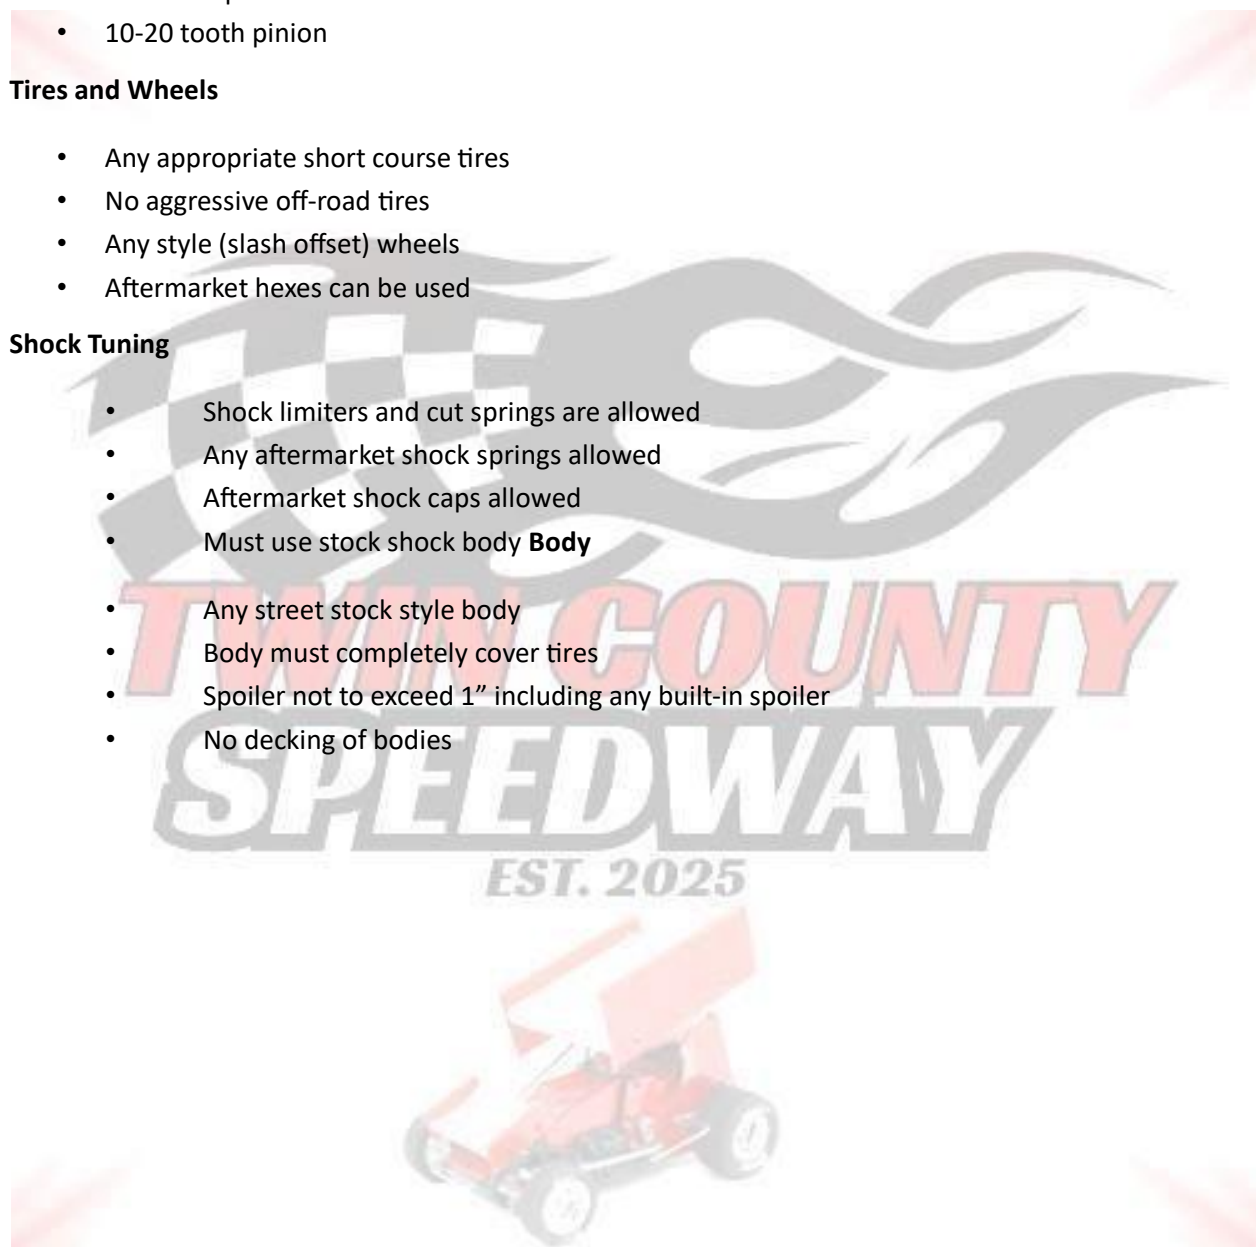 • 10-20 tooth pinion
Tires and Wheels
• Any appropriate short course tires
• No aggressive off-road tires
• Any style (slash offset) wheels
• Aftermarket hexes can be used
Shock Tuning
• Shock limiters and cut springs are allowed
• Any aftermarket shock springs allowed
• Aftermarket shock caps allowed
• Must use stock shock body Body
• Any street stock style body
• Body must completely cover tires
• Spoiler not to exceed 1” including any built-in spoiler
• No decking of bodies
TWIN COUNTY
SPEEDWAY
EST. 2025